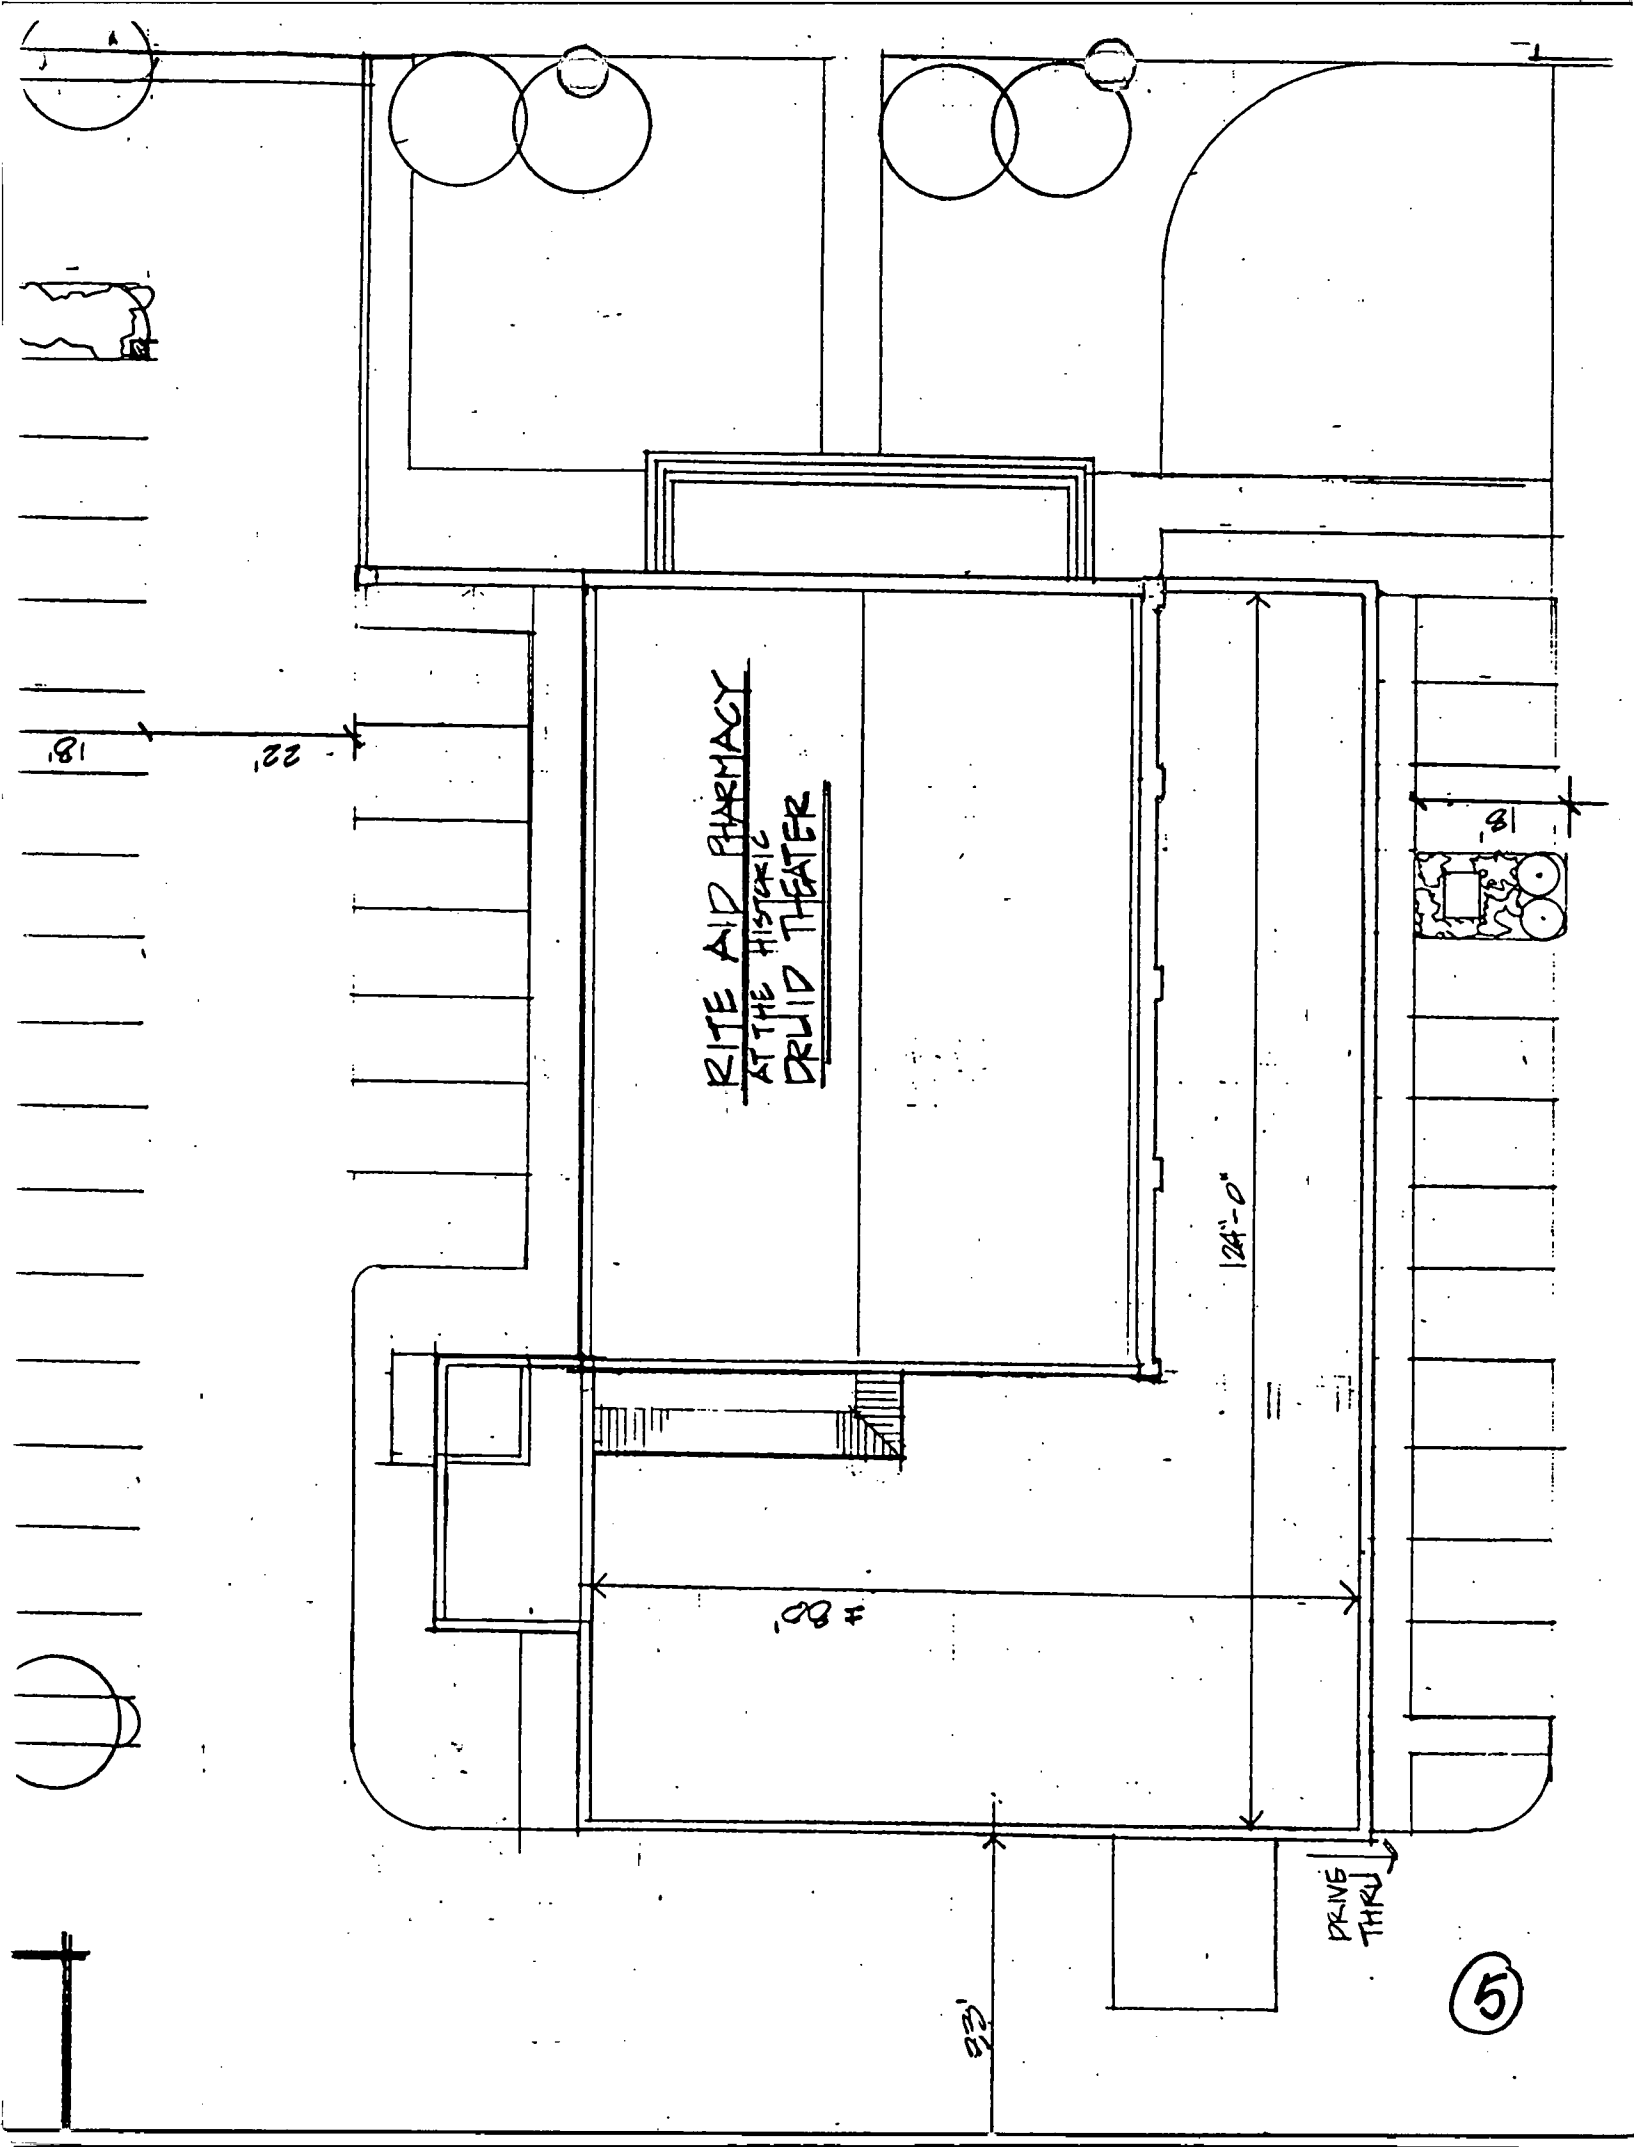 RITE AID PHARMACY
AT THE HISTORIC
DRUID THEATER
18'
22'
18'
124'-0"
± 80'
33'
DRIVE
THRU
5